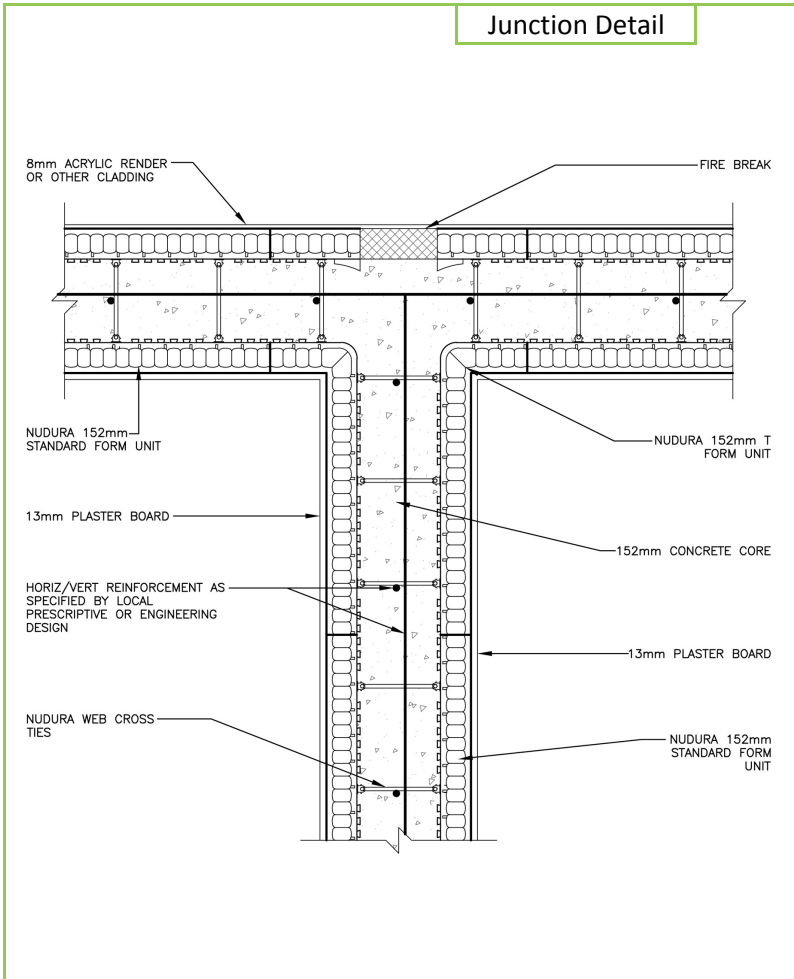 Junction Detail
8mm ACRYLIC RENDER
OR OTHER CLADDING
FIRE BREAK
NUDURA 152mm
STANDARD FORM UNIT
NUDURA 152mm T
FORM UNIT
13mm PLASTER BOARD
152mm CONCRETE CORE
HORIZ/VERT REINFORCEMENT AS
SPECIFIED BY LOCAL
PRESCRIPTIVE OR ENGINEERING
DESIGN
13mm PLASTER BOARD
NUDURA WEB CROSS
TIES
NUDURA 152mm
STANDARD FORM
UNIT